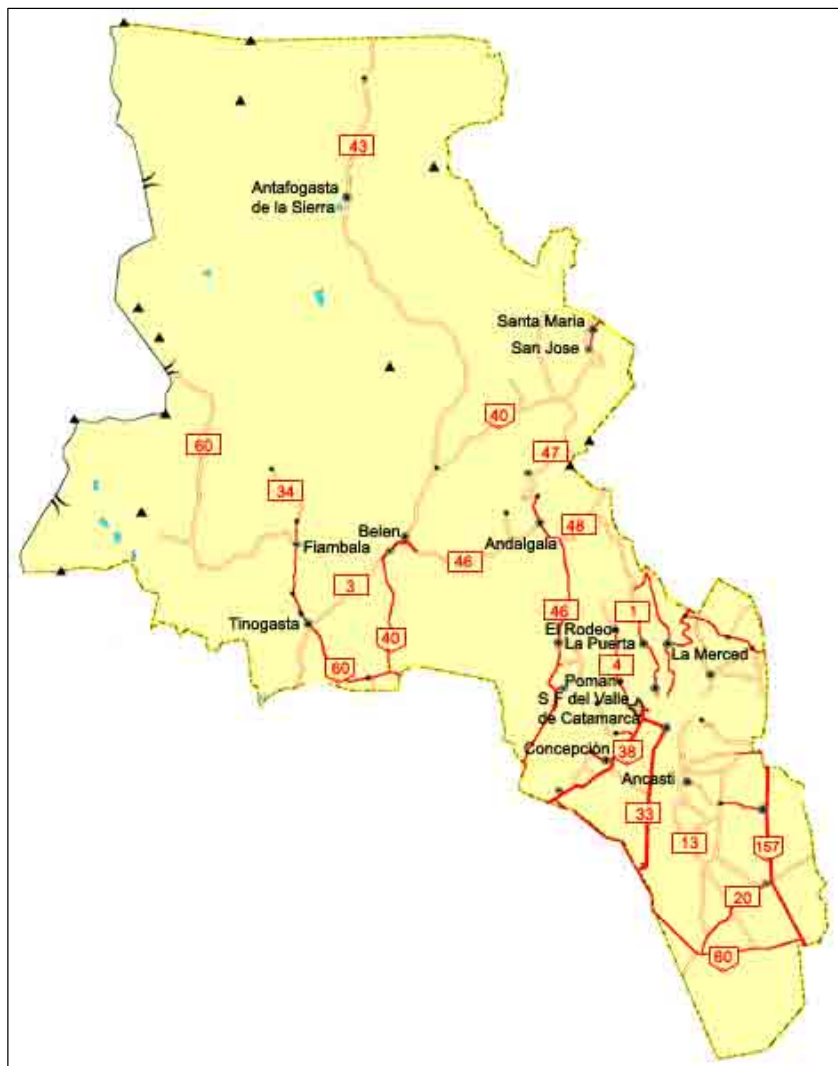 43
Antafogasta
de la Sierra
Santa Maria
San Jose
40
60
47
34
Belen
Andalgala
48
Fiambala
46
3
Tinogasta
40
46
1
El Rodeo
La Puerta
La Merced
60
4
Poman
S F del Valle
de Catamarca
Concepción
38
Ancasti
33
13
157
20
60